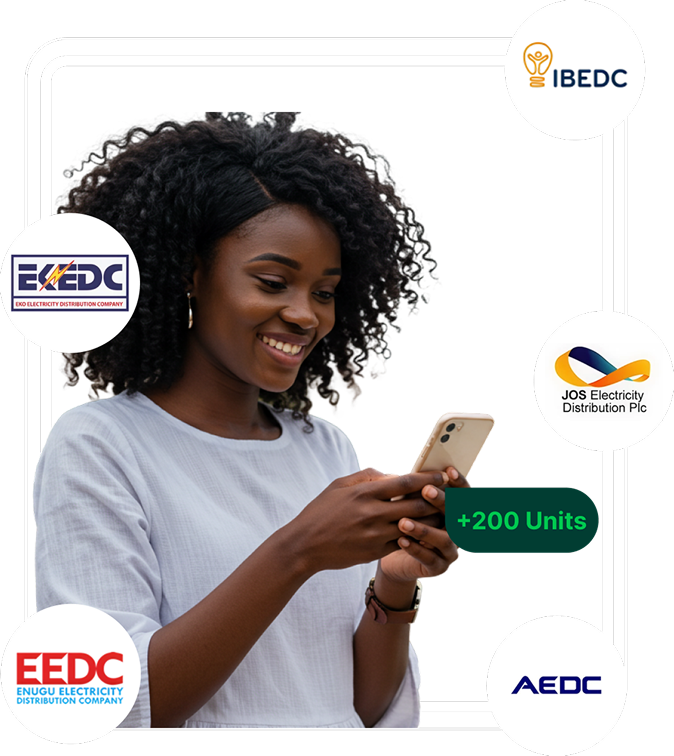 IBEDC
EKEDC
EKO ELECTRICITY DISTRIBUTION COMPANY
JOS Electricity
Distribution Plc
+200 Units
EEDC
ENUGU ELECTRICITY
DISTRIBUTION COMPANY
AEDC